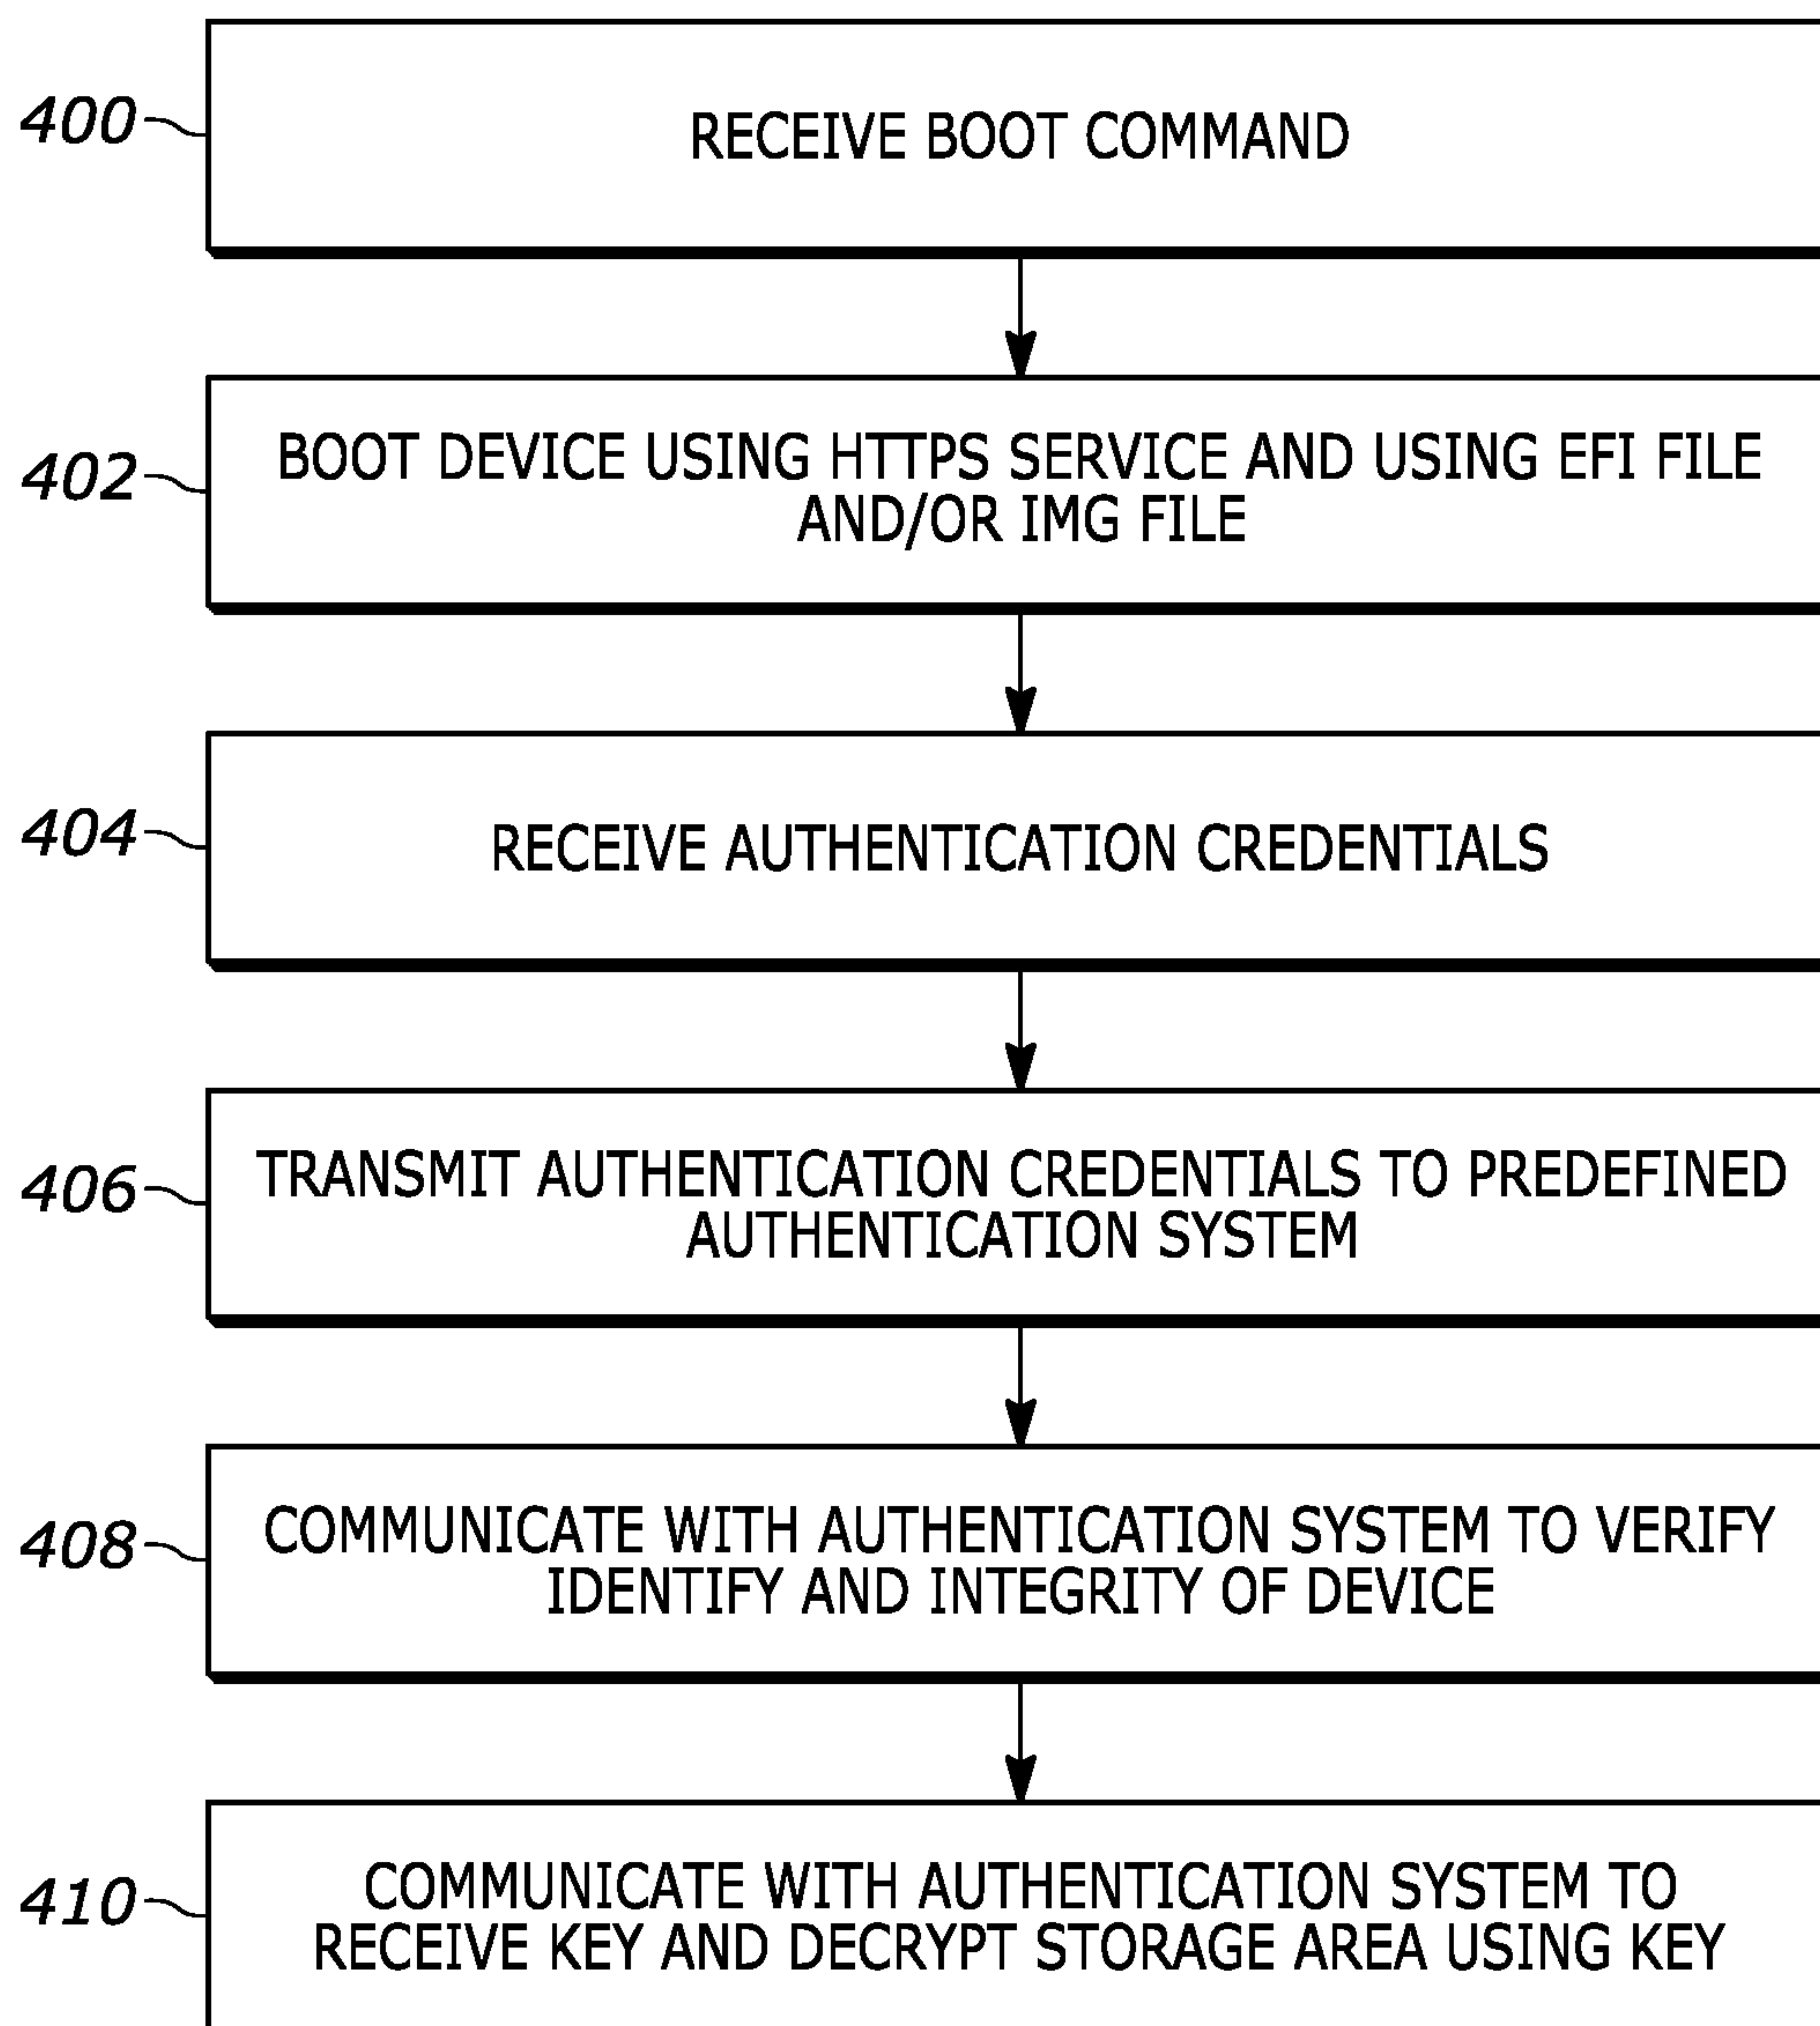 400
RECEIVE BOOT COMMAND
402
BOOT DEVICE USING HTTPS SERVICE AND USING EFI FILE
AND/OR IMG FILE
404
RECEIVE AUTHENTICATION CREDENTIALS
406
TRANSMIT AUTHENTICATION CREDENTIALS TO PREDEFINED
AUTHENTICATION SYSTEM
408
COMMUNICATE WITH AUTHENTICATION SYSTEM TO VERIFY
IDENTIFY AND INTEGRITY OF DEVICE
410
COMMUNICATE WITH AUTHENTICATION SYSTEM TO
RECEIVE KEY AND DECRYPT STORAGE AREA USING KEY